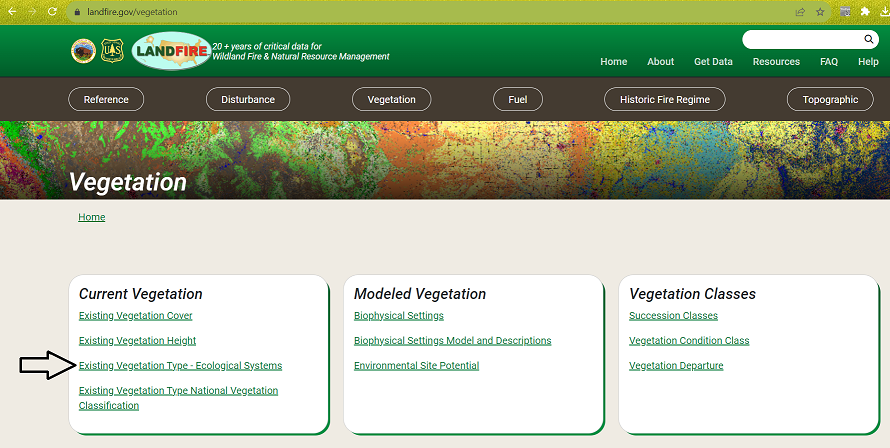 landfire.gov/vegetation
LANDFIRE
20 + years of critical data for
Wildland Fire & Natural Resource Management
Home About Get Data Resources FAQ Help
Reference Disturbance Vegetation Fuel Historic Fire Regime Topographic
Vegetation
Home
Current Vegetation
Existing Vegetation Cover
Existing Vegetation Height
Existing Vegetation Type - Ecological Systems
Existing Vegetation Type National Vegetation
Classification
Modeled Vegetation
Biophysical Settings
Biophysical Settings Model and Descriptions
Environmental Site Potential
Vegetation Classes
Succession Classes
Vegetation Condition Class
Vegetation Departure